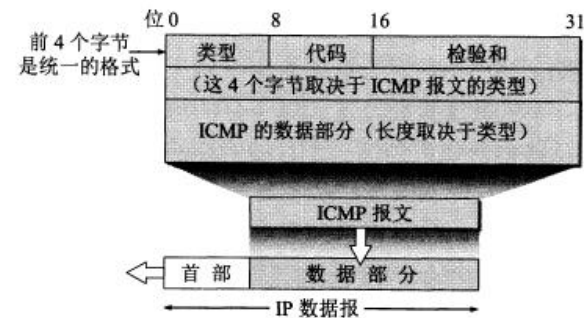 位 0 8 16 31
前 4 个字节
是统一的格式
类型 代码 检验和
（这 4 个字节取决于 ICMP 报文的类型）
ICMP 的数据部分（长度取决于类型）
ICMP 报文
首 部 数 据 部 分
IP 数据报